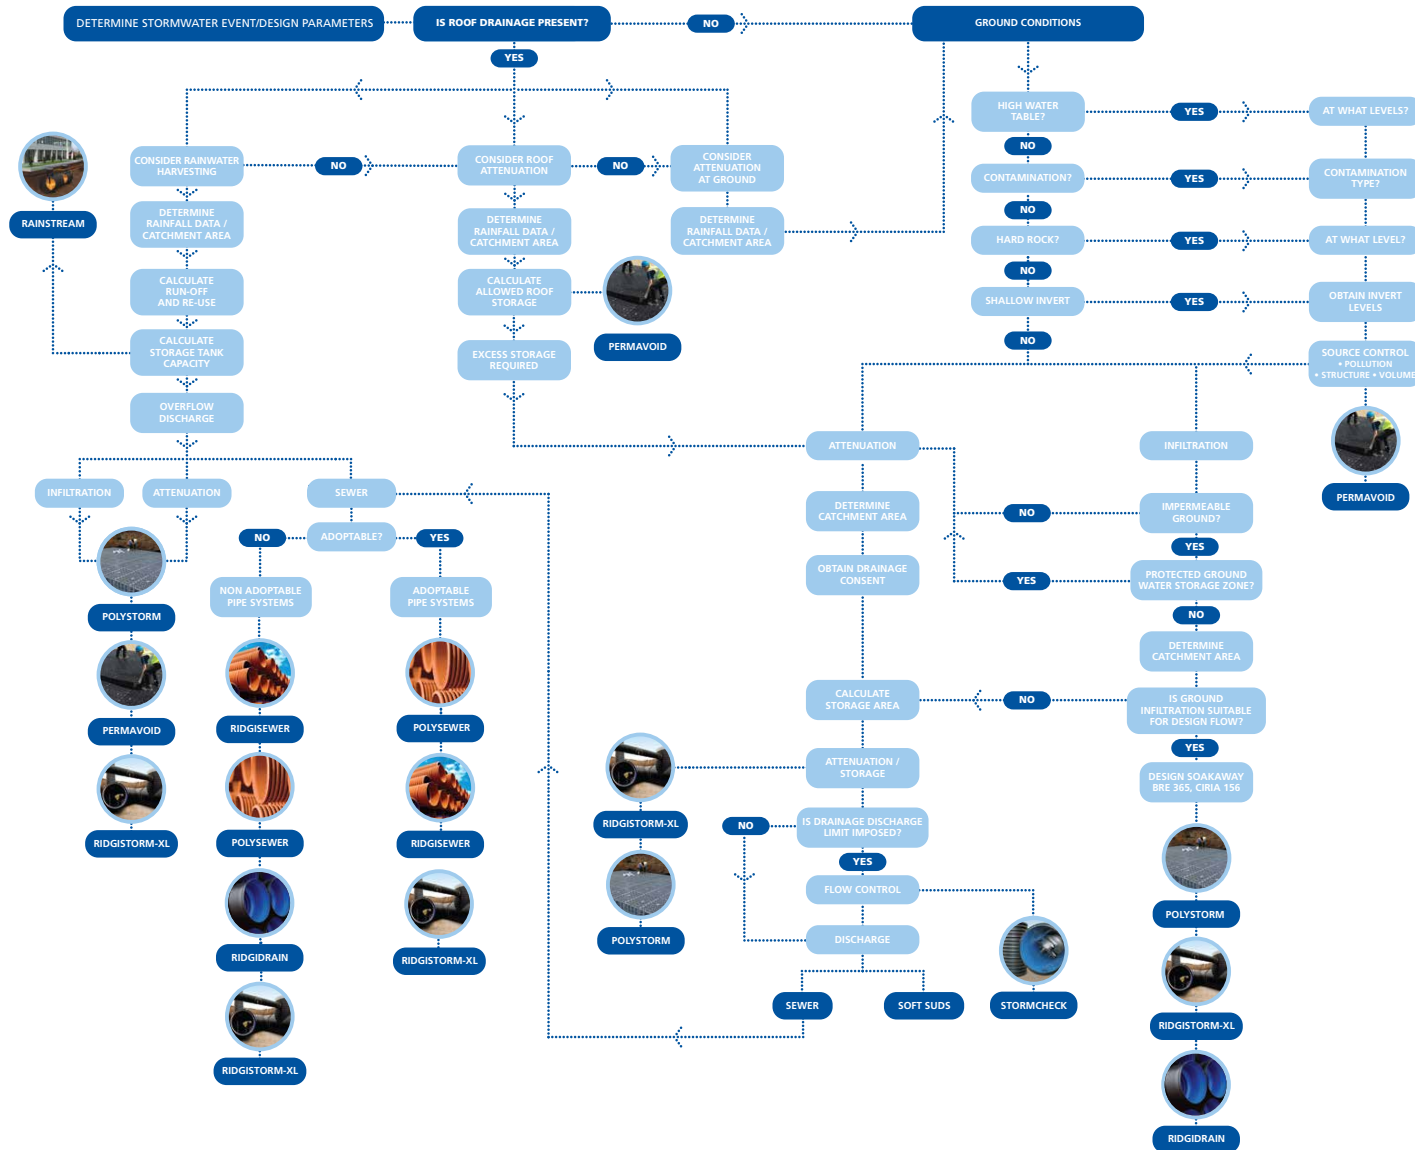 DETERMINE STORMWATER EVENT/DESIGN PARAMETERS
IS ROOF DRAINAGE PRESENT?
NO
GROUND CONDITIONS
YES
HIGH WATER
TABLE?
YES
AT WHAT LEVELS?
NO
CONSIDER RAINWATER
HARVESTING
NO
CONSIDER ROOF
ATTENUATION
NO
CONSIDER
ATTENUATION
AT GROUND
CONTAMINATION?
YES
CONTAMINATION
TYPE?
RAINSTREAM
DETERMINE
RAINFALL DATA /
CATCHMENT AREA
DETERMINE
RAINFALL DATA /
CATCHMENT AREA
DETERMINE
RAINFALL DATA /
CATCHMENT AREA
NO
HARD ROCK?
YES
AT WHAT LEVEL?
NO
CALCULATE
RUN-OFF
AND RE-USE
CALCULATE
ALLOWED ROOF
STORAGE
PERMAVOID
SHALLOW INVERT
YES
OBTAIN INVERT
LEVELS
NO
CALCULATE
STORAGE TANK
CAPACITY
EXCESS STORAGE
REQUIRED
SOURCE CONTROL
• POLLUTION
• STRUCTURE • VOLUME
OVERFLOW
DISCHARGE
ATTENUATION
INFILTRATION
PERMAVOID
INFILTRATION
ATTENUATION
SEWER
DETERMINE
CATCHMENT AREA
NO
IMPERMEABLE
GROUND?
NO
ADOPTABLE?
YES
YES
OBTAIN DRAINAGE
CONSENT
YES
PROTECTED GROUND
WATER STORAGE ZONE?
NON ADOPTABLE
PIPE SYSTEMS
ADOPTABLE
PIPE SYSTEMS
POLYSTORM
NO
DETERMINE
CATCHMENT AREA
CALCULATE
STORAGE AREA
NO
IS GROUND
INFILTRATION SUITABLE
FOR DESIGN FLOW?
PERMAVOID
RIDGISEWER
POLYSEWER
YES
ATTENUATION /
STORAGE
DESIGN SOAKAWAY
BRE 365, CIRIA 156
RIDGISTORM-XL
POLYSEWER
RIDGISEWER
RIDGISTORM-XL
NO
IS DRAINAGE DISCHARGE
LIMIT IMPOSED?
YES
FLOW CONTROL
POLYSTORM
RIDGIDRAIN
RIDGISTORM-XL
POLYSTORM
DISCHARGE
SEWER
SOFT SUDS
STORMCHECK
RIDGISTORM-XL
RIDGISTORM-XL
RIDGIDRAIN